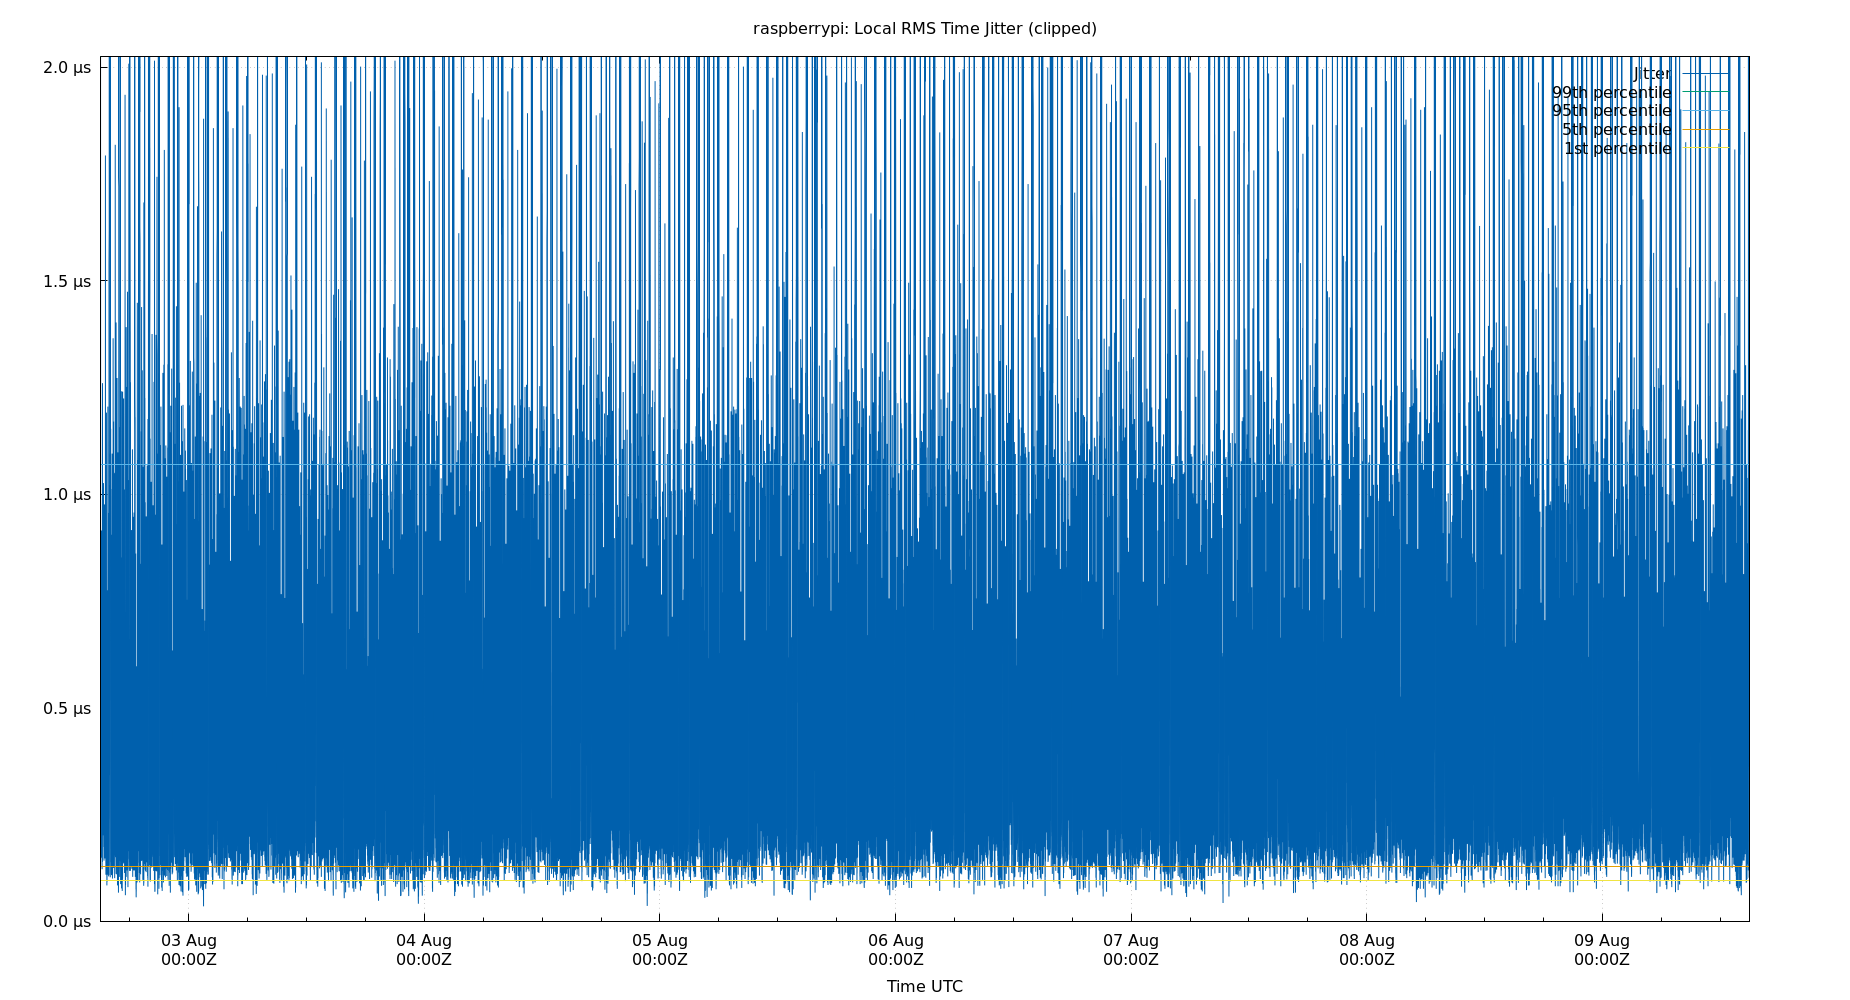 raspberrypi: Local RMS Time Jitter (clipped)
2.0 µs
1.5 µs
1.0 µs
0.5 µs
0.0 µs
Jitter
99th percentile
95th percentile
5th percentile
1st percentile
03 Aug
00:00Z
04 Aug
00:00Z
05 Aug
00:00Z
06 Aug
00:00Z
07 Aug
00:00Z
08 Aug
00:00Z
09 Aug
00:00Z
Time UTC